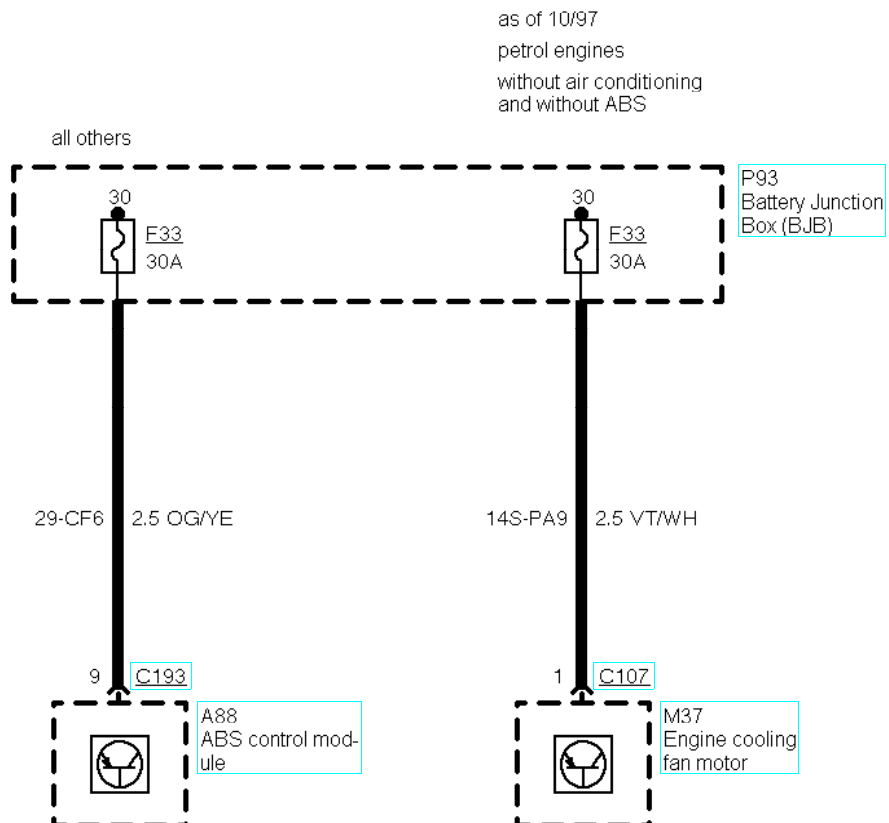 as of 10/97
petrol engines
without air conditioning
and without ABS
all others
P93
Battery Junction
Box (BJB)
30
F33
30A
30
F33
30A
29-CF6
2.5 OG/YE
14S-PA9
2.5 VT/WH
9
C193
1
C107
A88
ABS control mod-
ule
M37
Engine cooling
fan motor